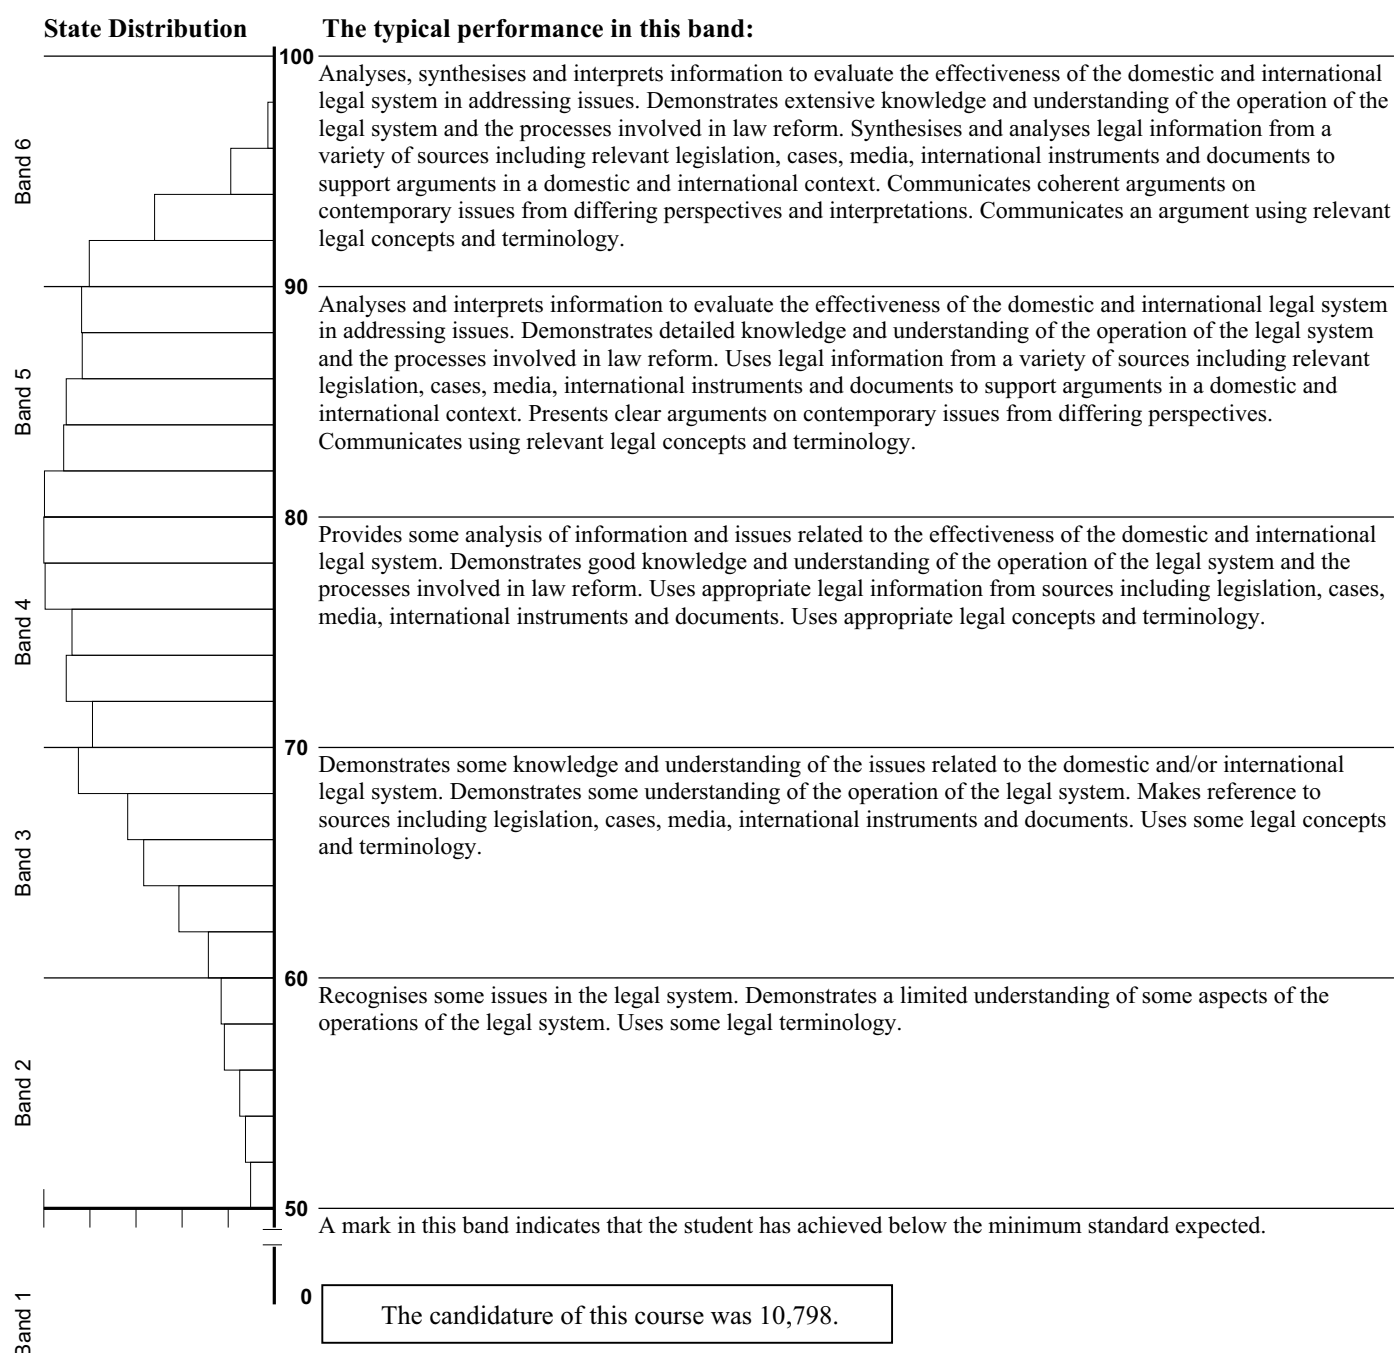 State Distribution
The typical performance in this band:
100
Analyses, synthesises and interprets information to evaluate the effectiveness of the domestic and international
legal system in addressing issues. Demonstrates extensive knowledge and understanding of the operation of the
legal system and the processes involved in law reform. Synthesises and analyses legal information from a
variety of sources including relevant legislation, cases, media, international instruments and documents to
support arguments in a domestic and international context. Communicates coherent arguments on
contemporary issues from differing perspectives and interpretations. Communicates an argument using relevant
legal concepts and terminology.
Band 6
90
Analyses and interprets information to evaluate the effectiveness of the domestic and international legal system
in addressing issues. Demonstrates detailed knowledge and understanding of the operation of the legal system
and the processes involved in law reform. Uses legal information from a variety of sources including relevant
legislation, cases, media, international instruments and documents to support arguments in a domestic and
international context. Presents clear arguments on contemporary issues from differing perspectives.
Communicates using relevant legal concepts and terminology.
Band 5
80
Provides some analysis of information and issues related to the effectiveness of the domestic and international
legal system. Demonstrates good knowledge and understanding of the operation of the legal system and the
processes involved in law reform. Uses appropriate legal information from sources including legislation, cases,
media, international instruments and documents. Uses appropriate legal concepts and terminology.
Band 4
70
Demonstrates some knowledge and understanding of the issues related to the domestic and/or international
legal system. Demonstrates some understanding of the operation of the legal system. Makes reference to
sources including legislation, cases, media, international instruments and documents. Uses some legal concepts
and terminology.
Band 3
60
Recognises some issues in the legal system. Demonstrates a limited understanding of some aspects of the
operations of the legal system. Uses some legal terminology.
Band 2
50
A mark in this band indicates that the student has achieved below the minimum standard expected.
0
The candidature of this course was 10,798.
Band 1